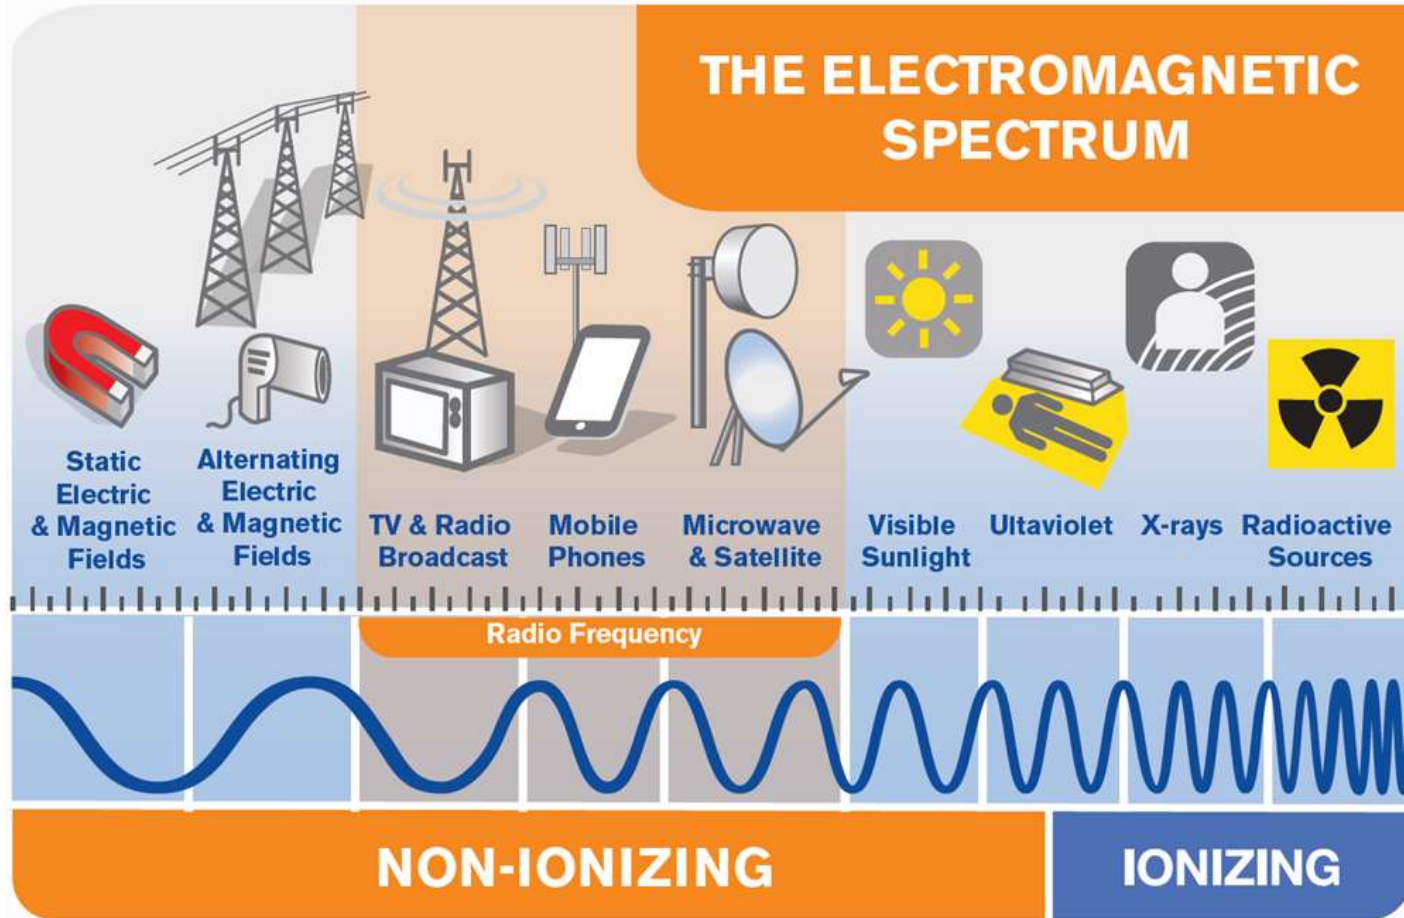 THE ELECTROMAGNETIC
SPECTRUM
Static
Electric
& Magnetic
Fields
Alternating
Electric
& Magnetic
Fields
TV & Radio
Broadcast
Mobile
Phones
Microwave
& Satellite
Visible
Sunlight
Ultaviolet
X-rays
Radioactive
Sources
Radio Frequency
NON-IONIZING
IONIZING